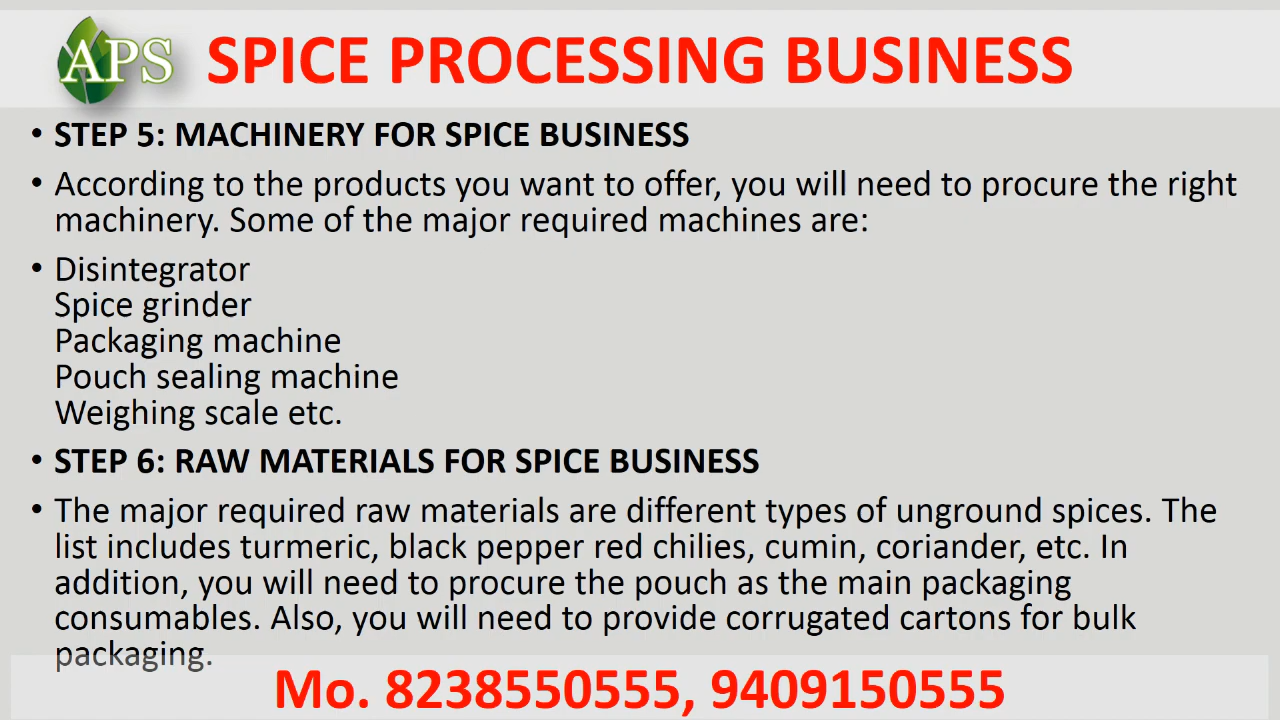 APS
SPICE PROCESSING BUSINESS
• STEP 5: MACHINERY FOR SPICE BUSINESS
• According to the products you want to offer, you will need to procure the right
machinery. Some of the major required machines are:
• Disintegrator
Spice grinder
Packaging machine
Pouch sealing machine
Weighing scale etc.
• STEP 6: RAW MATERIALS FOR SPICE BUSINESS
• The major required raw materials are different types of unground spices. The
list includes turmeric, black pepper red chilies, cumin, coriander, etc. In
addition, you will need to procure the pouch as the main packaging
consumables. Also, you will need to provide corrugated cartons for bulk
packaging.
Mo. 8238550555, 9409150555